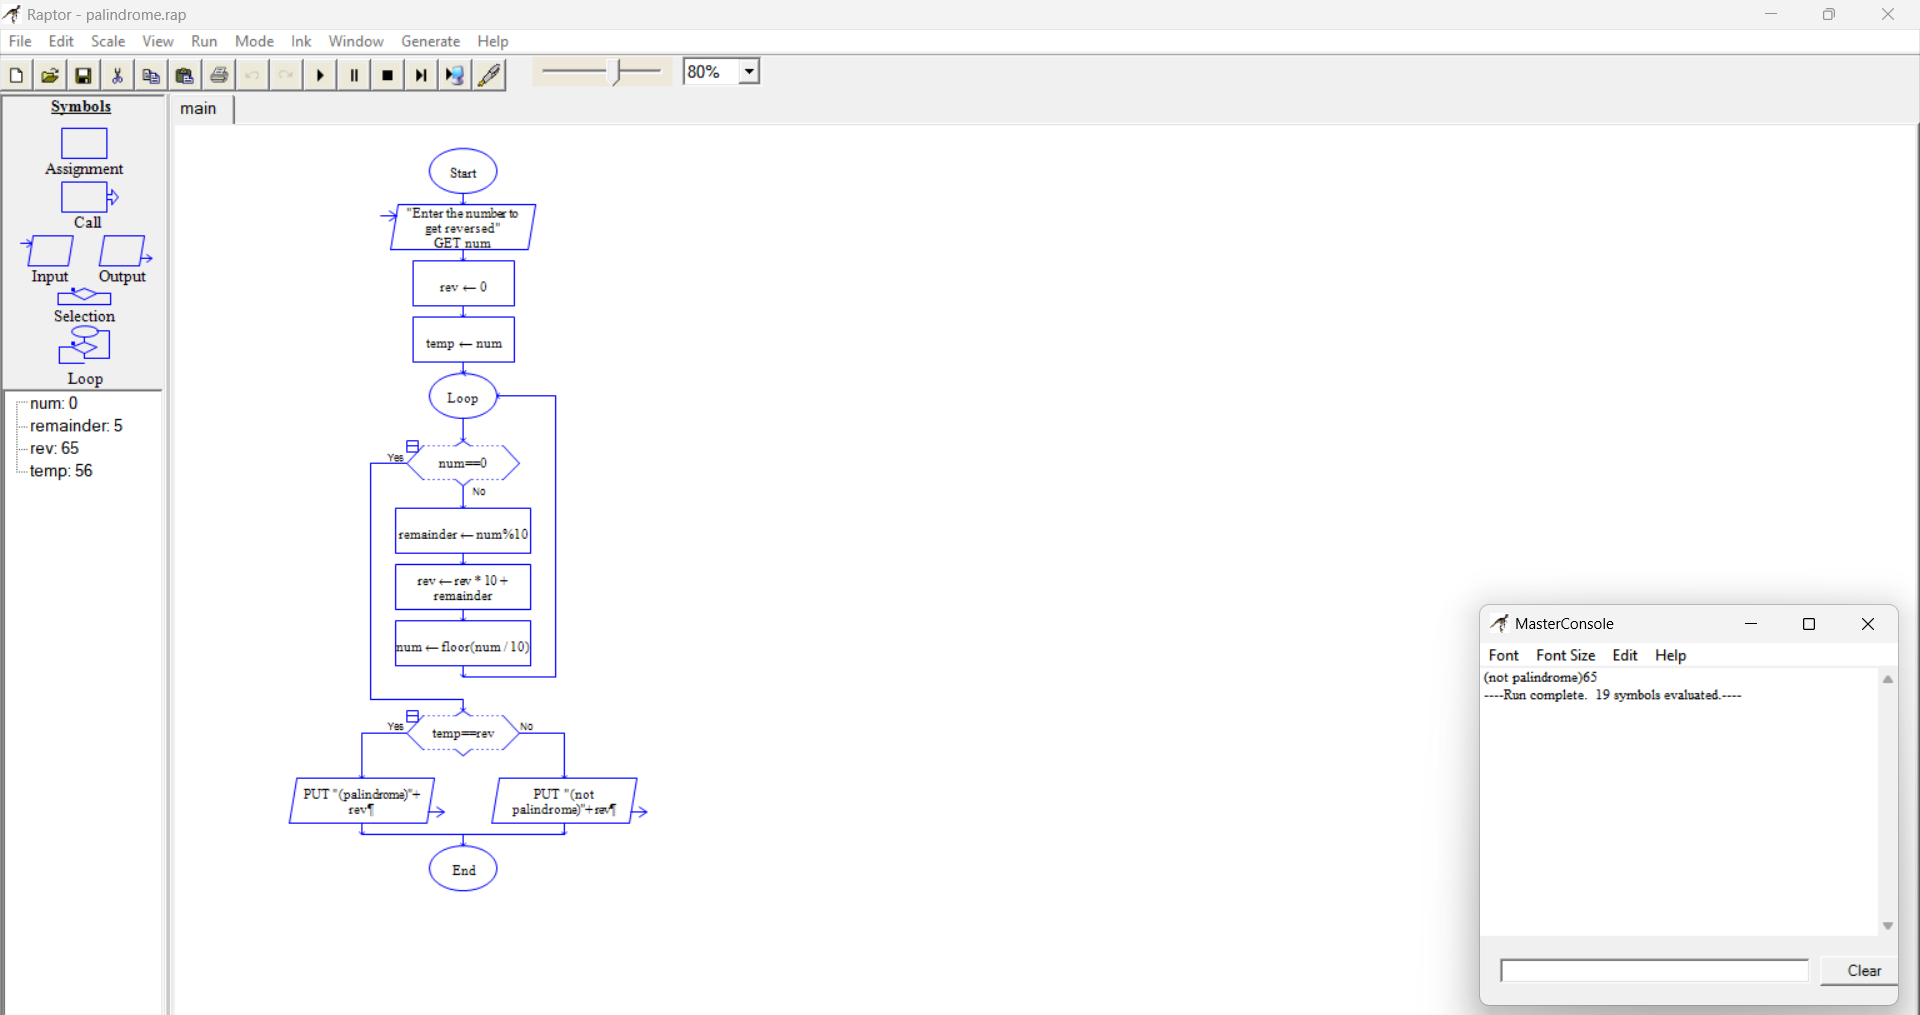 Raptor - palindrome.rap
File Edit Scale View Run Mode Ink Window Generate Help
80%
Symbols
Assignment
Call
Input Output
Selection
Loop
num: 0
remainder: 5
rev: 65
temp: 56
main
Start
"Enter the number to
get reversed"
GET num
rev ← 0
temp ← num
Loop
Yes
num==0
No
remainder ← num%10
rev ← rev * 10 +
remainder
num ← floor(num / 10)
Yes
temp==rev
No
PUT "(palindrome)"+
rev¶
PUT "(not
palindrome)"+rev¶
End
MasterConsole
Font Font Size Edit Help
(not palindrome)65
----Run complete. 19 symbols evaluated.----
Clear